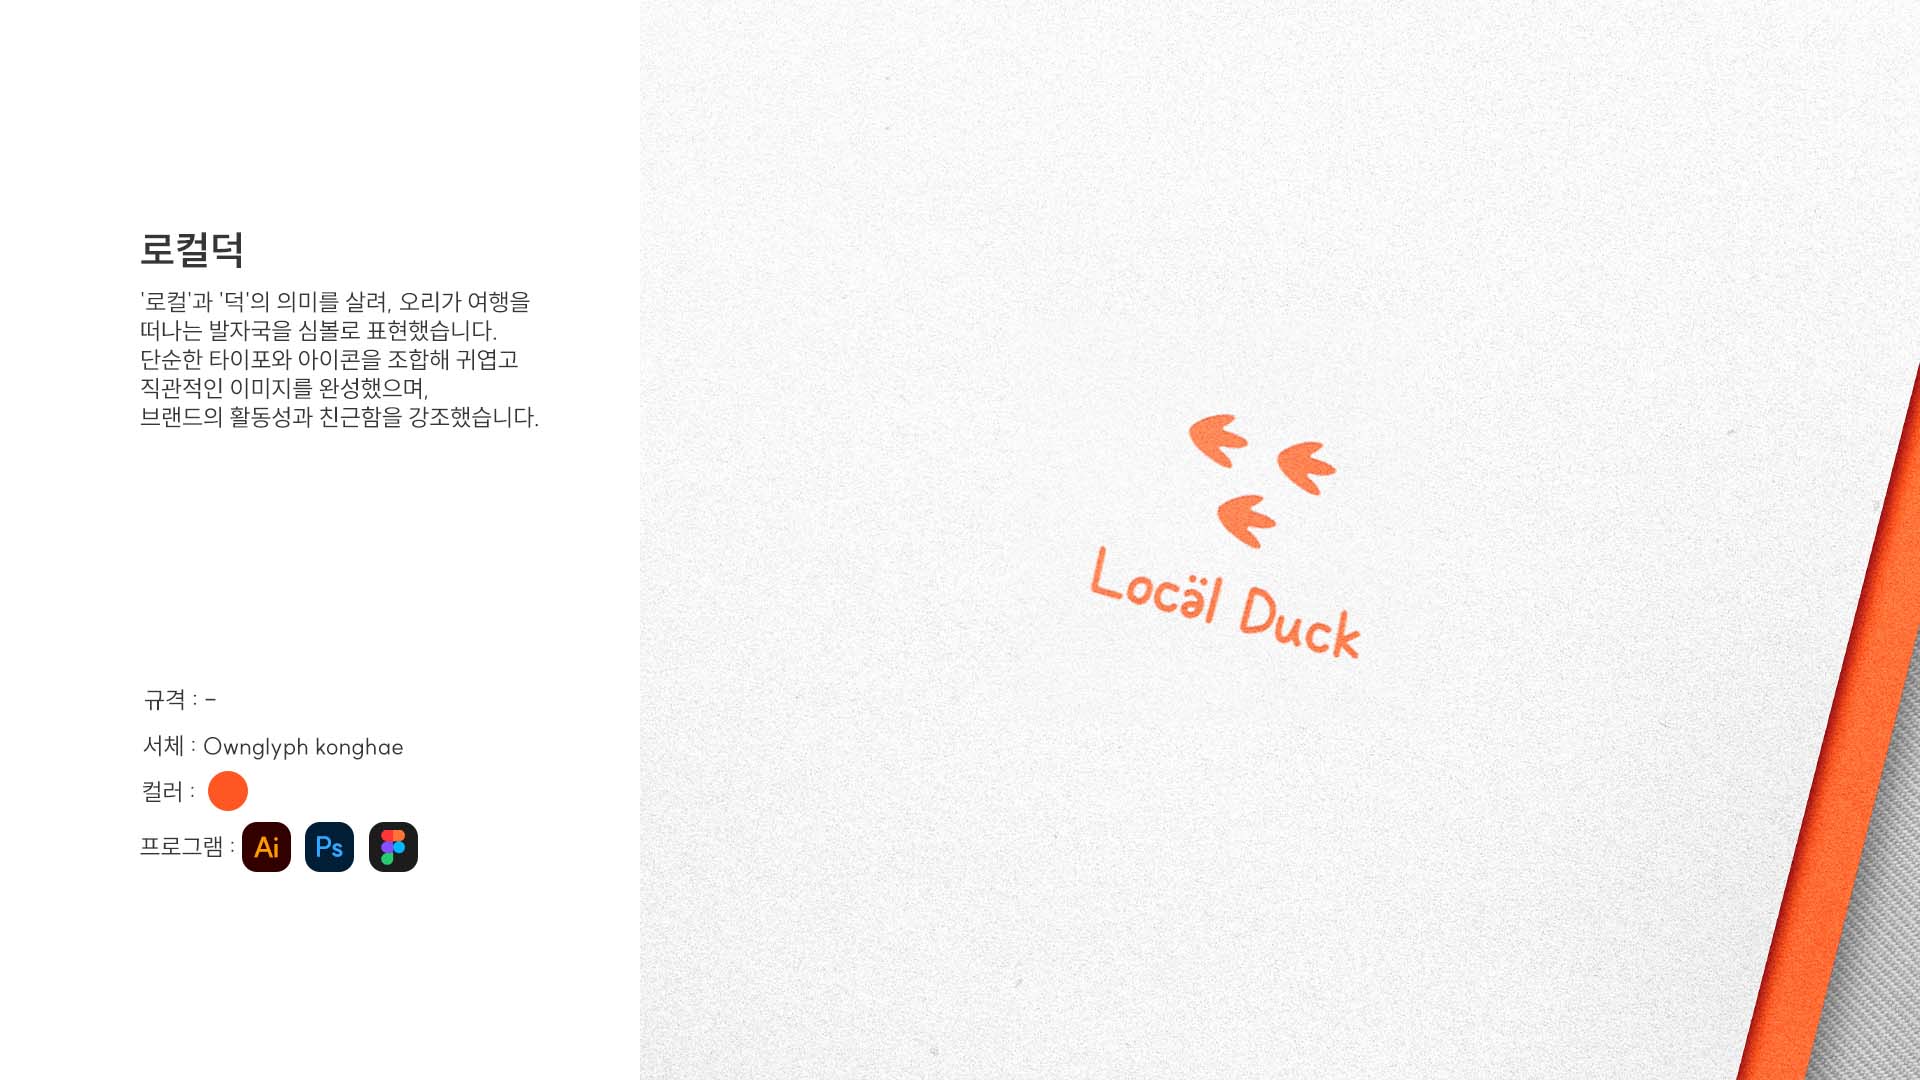 로컬덕
'로컬'과 '덕'의 의미를 살려, 오리가 여행을
떠나는 발자국을 심볼로 표현했습니다.
단순한 타이포와 아이콘을 조합해 귀엽고
직관적인 이미지를 완성했으며,
브랜드의 활동성과 친근함을 강조했습니다.
규격 : -
서체 : Ownglyph konghae
컬러 :
프로그램 : Ai Ps
Locäl Duck